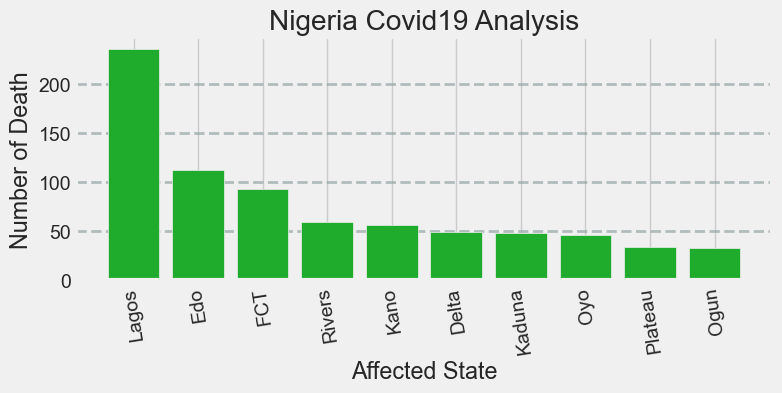 Nigeria Covid19 Analysis
Number of Death
200
150
100
50
0
Lagos
Edo
FCT
Rivers
Kano
Delta
Kaduna
Oyo
Plateau
Ogun
Affected State